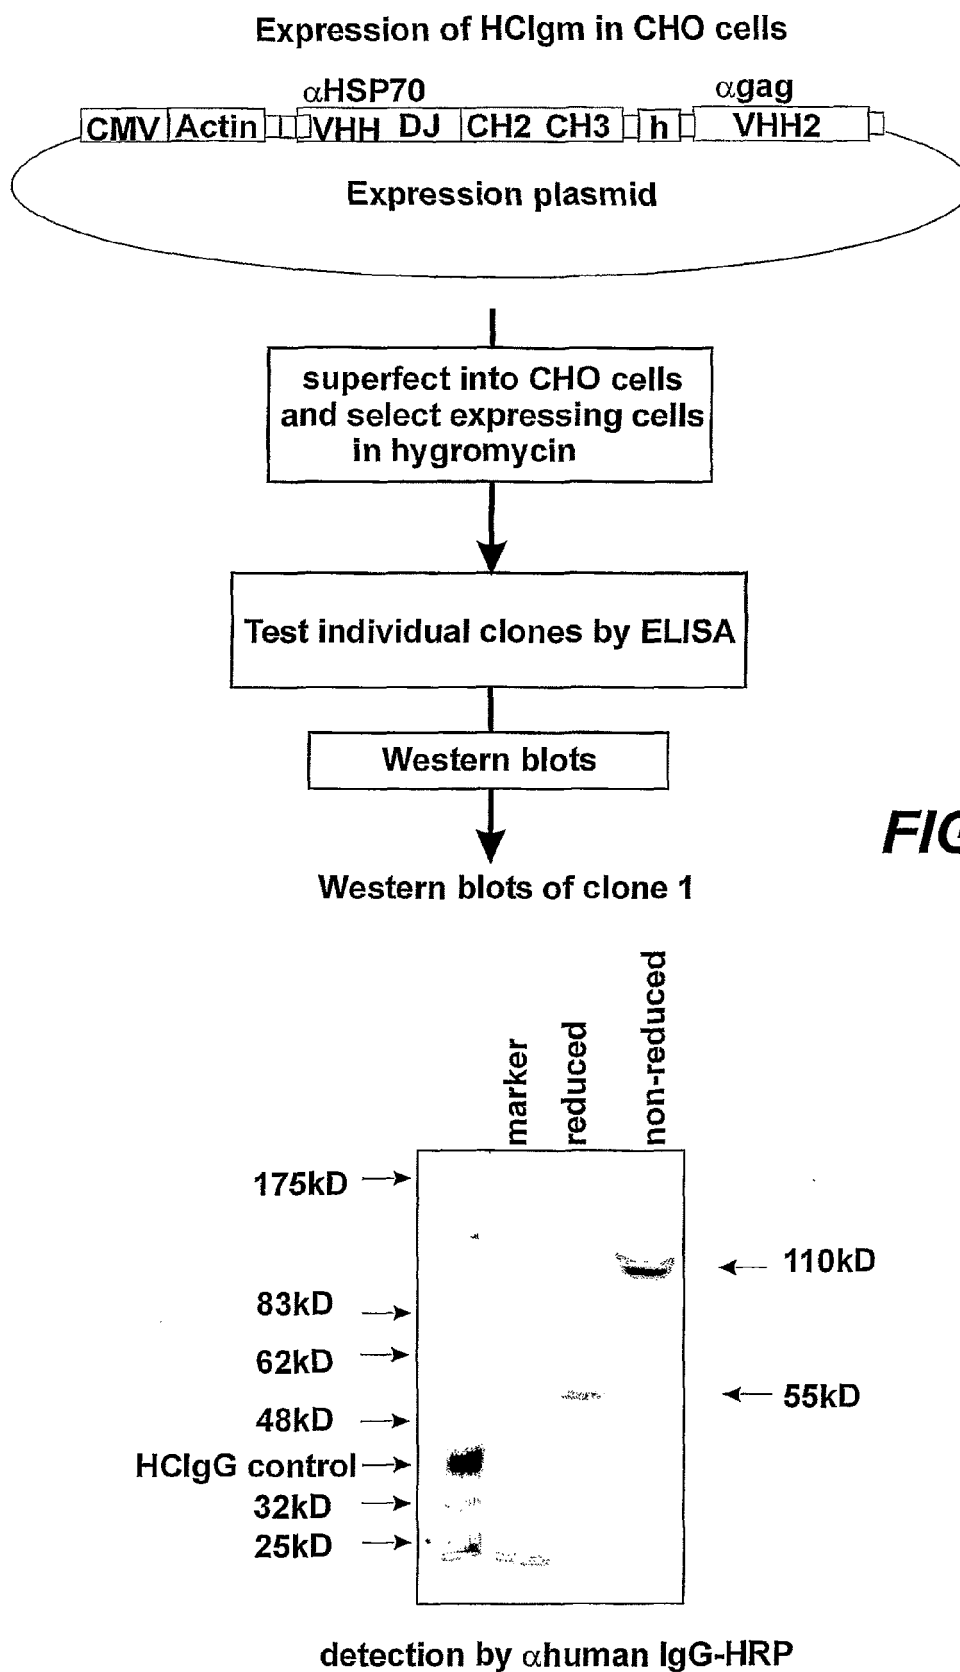 Expression of HCIgm in CHO cells
αHSP70
αgag
CMV Actin l VHH DJ CH2 CH3 h VHH2
Expression plasmid
superfect into CHO cells
and select expressing cells
in hygromycin
Test individual clones by ELISA
Western blots
FIG
Western blots of clone 1
marker
reduced
non-reduced
175kD
110kD
83kD
62kD
55kD
48kD
HCIgG control
32kD
25kD
detection by αhuman IgG-HRP